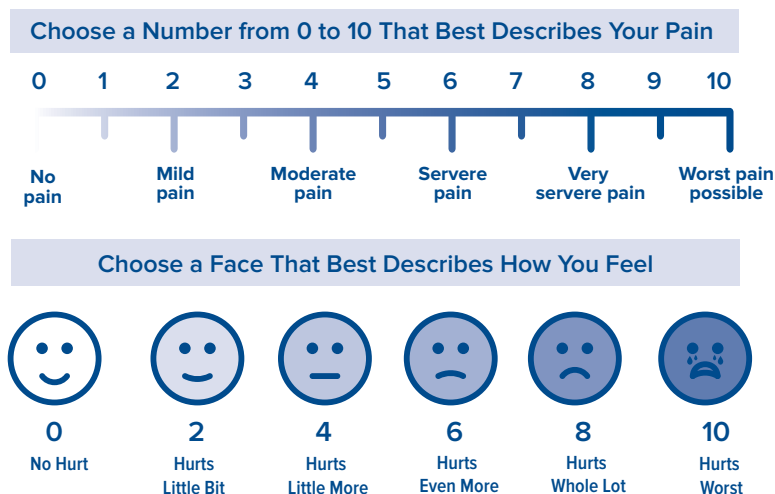 Choose a Number from 0 to 10 That Best Describes Your Pain
0 1 2 3 4 5 6 7 8 9 10
No pain
Mild pain
Moderate pain
Servere pain
Very servere pain
Worst pain possible
Choose a Face That Best Describes How You Feel
0 2 4 6 8 10
No Hurt
Hurts Little Bit
Hurts Little More
Hurts Even More
Hurts Whole Lot
Hurts Worst